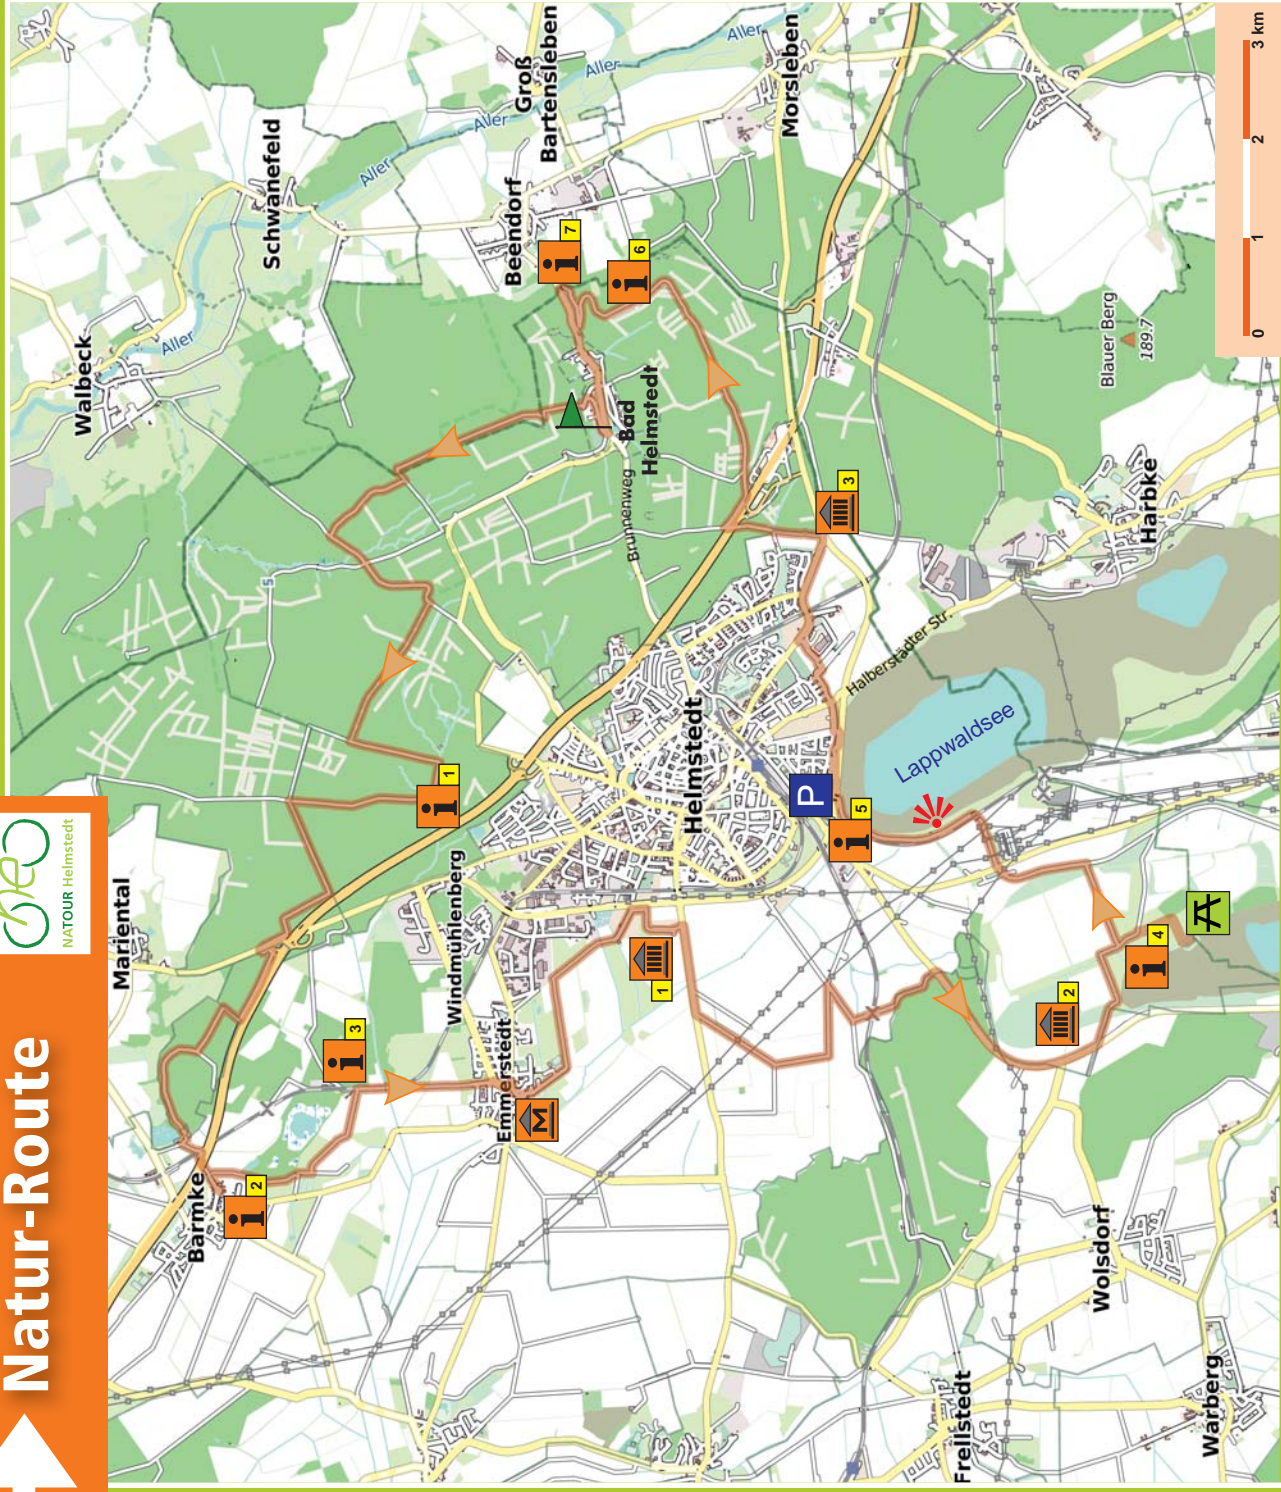 Natur-Route
NATOUR Helmstedt
Barmke
2
Mariental
3
Windmühlenberg
Emmerstedt
M
1
1
Walbeck
Aller
Schwanefeld
Aller
Aller
Groß
Bartensleben
Aller
Aller
Beendorf
7
6
Morsleben
Bad
Helmstedt
Brunnenweg
Helmstedt
P
5
3
Halberstädter Str.
Lappwaldsee
Harbke
Blauer Berg
189.7
2
4
Wolsdorf
Frellstedt
Warberg
0 1 2 3 km